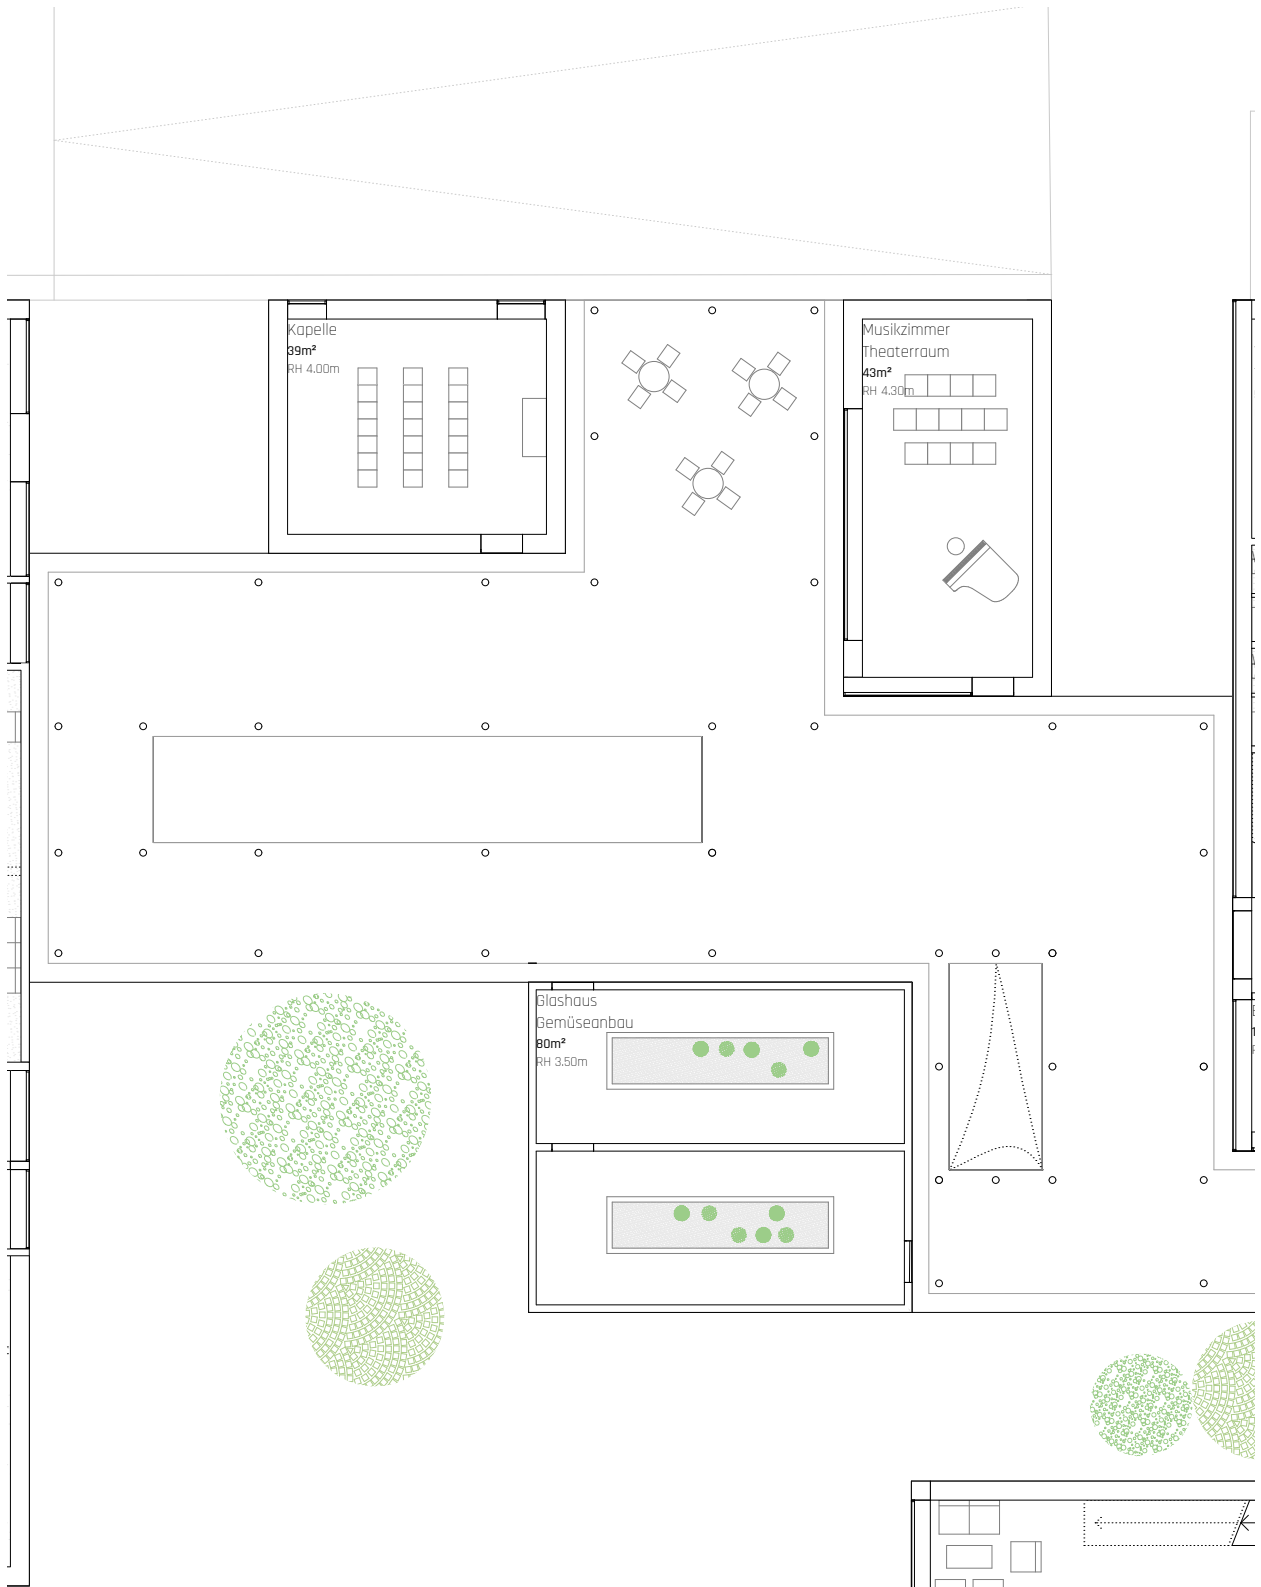 Kapelle
39m²
RH 4.00m
Musikzimmer
Theaterraum
43m²
RH 4.30m
Glashaus
Gemüseanbau
80m²
RH 3.50m